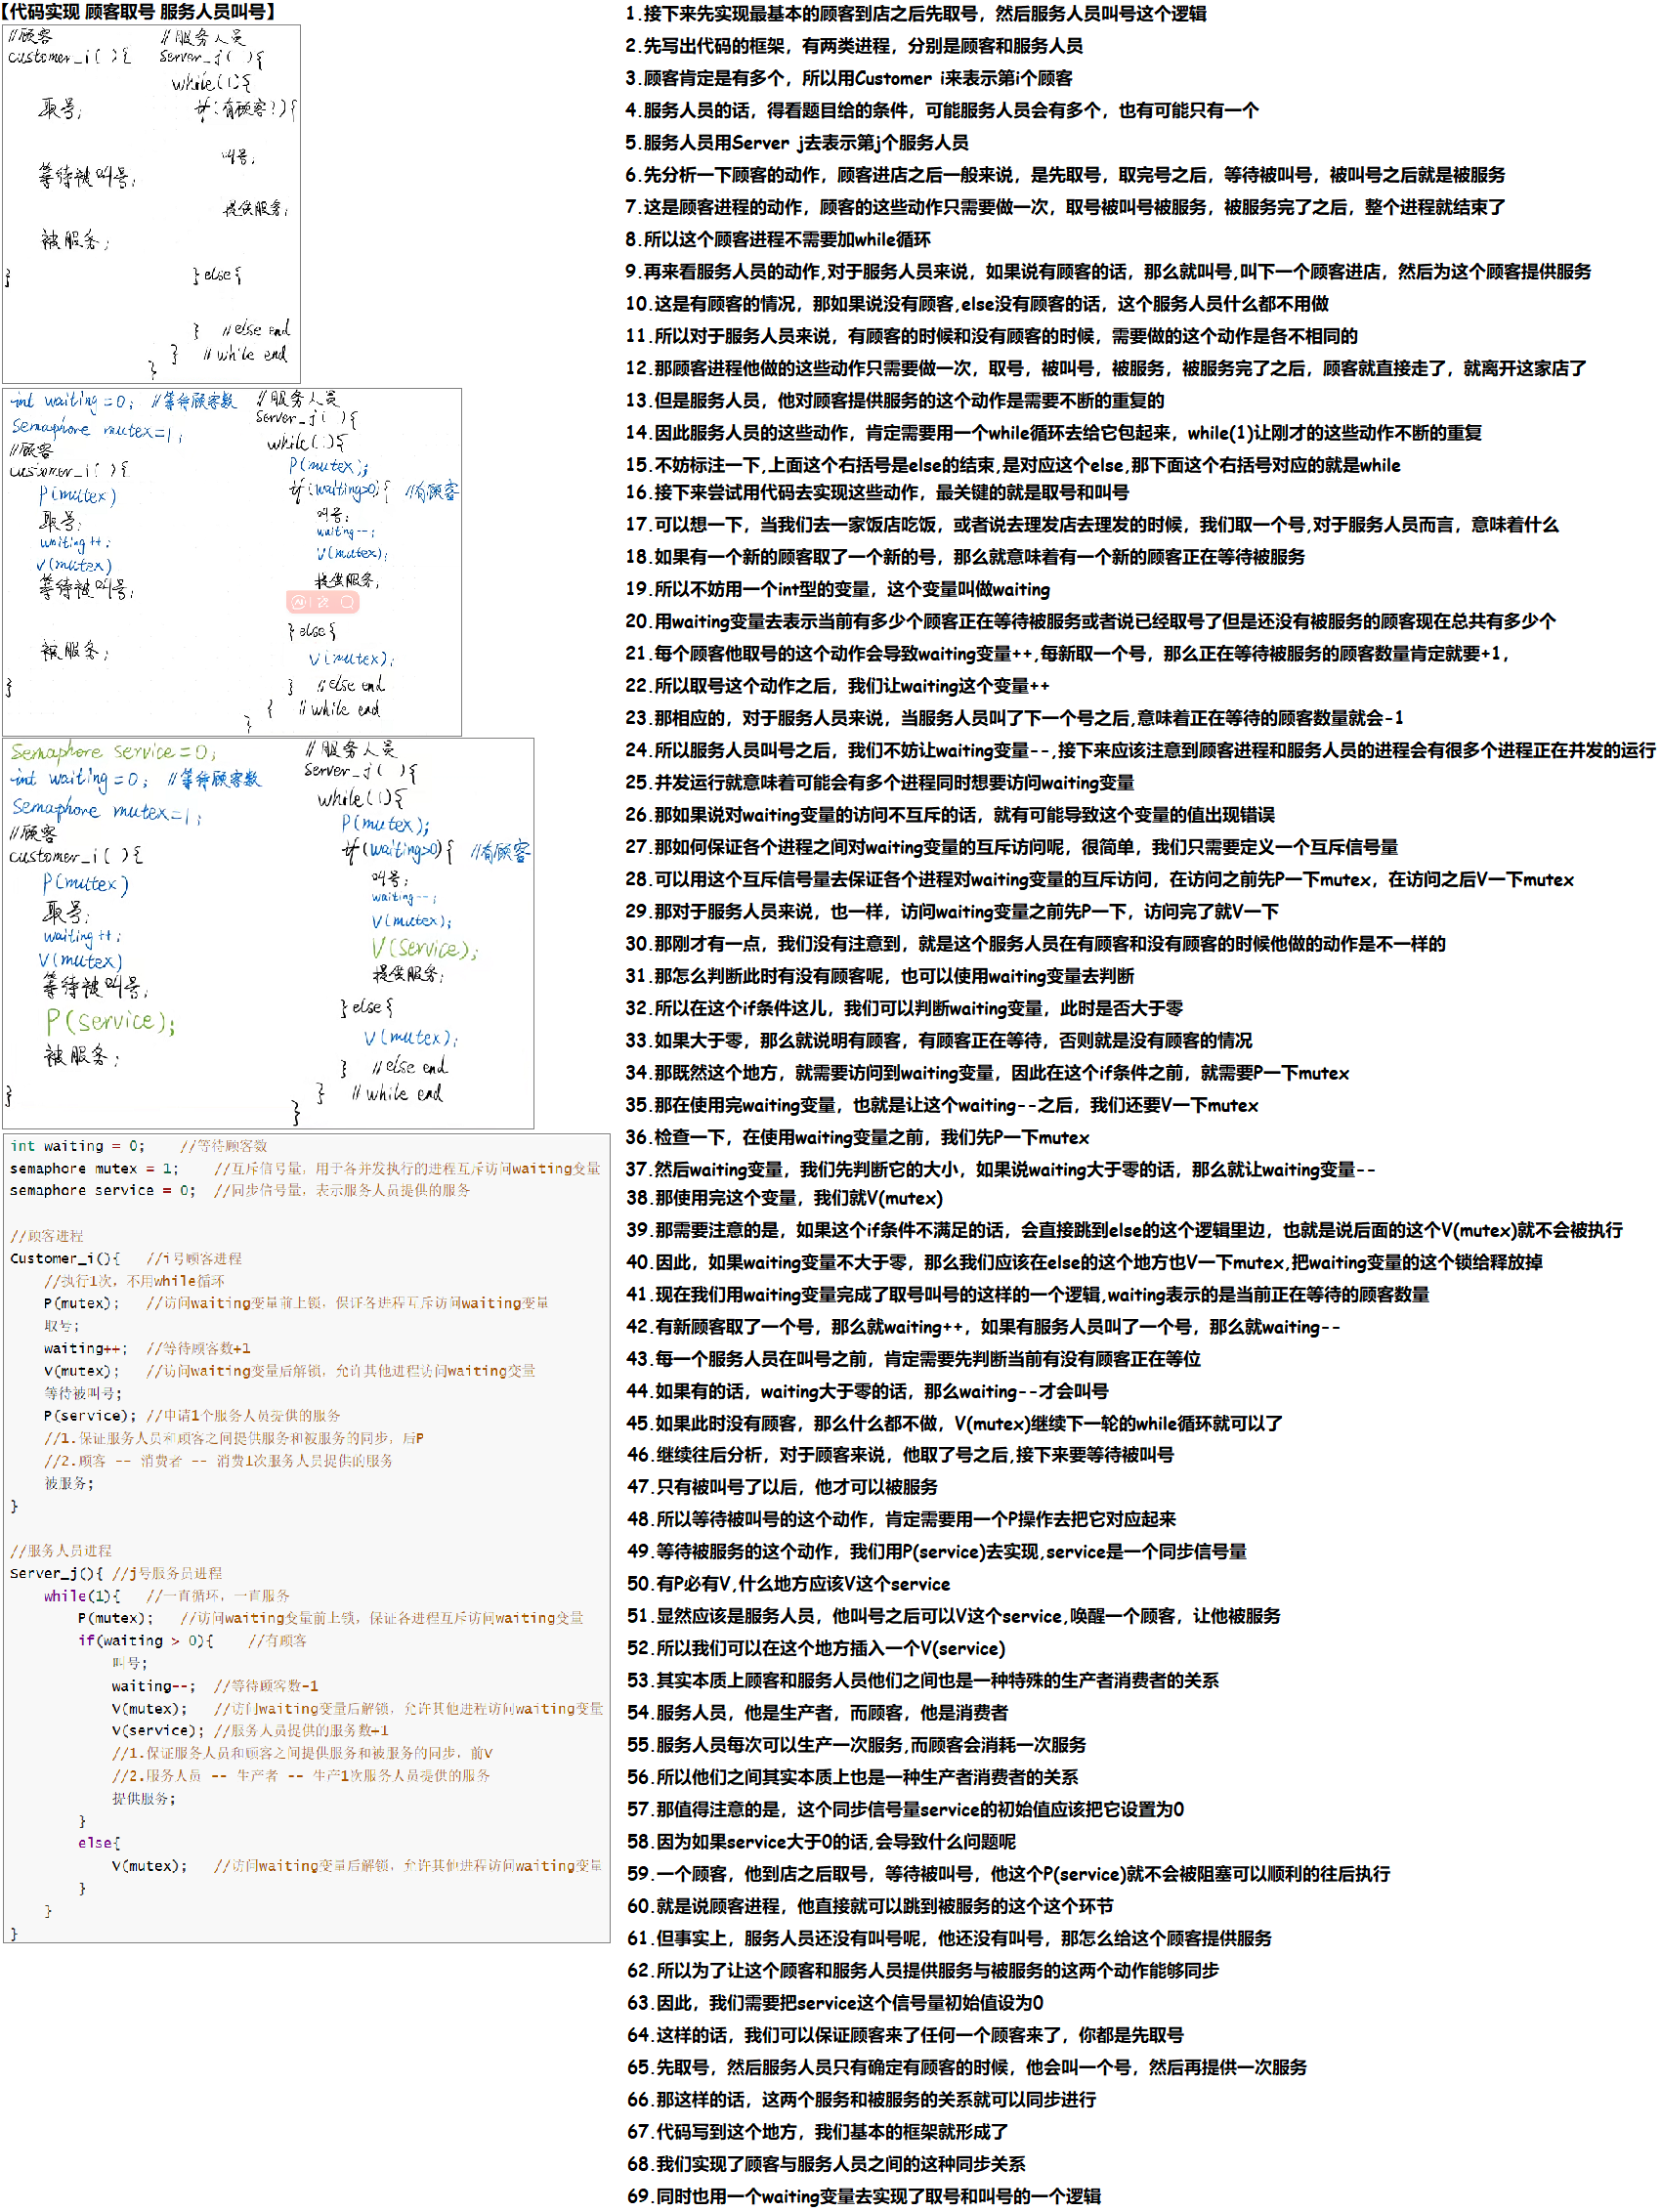 【代码实现 顾客取号 服务人员叫号】
//顾客
customer_i( ){
取号;
等待被叫号;
被服务;
}
//服务人员
Server_j( ){
while(1){
if(有顾客?){
叫号;
提供服务;
}else{
} //else end
} //while end
}
int waiting=0; //等待顾客数
Semaphore mutex=1;
//顾客
customer_i( ){
P(mutex)
取号;
waiting++;
V(mutex)
等待被叫号;
被服务;
}
//服务人员
Server_j( ){
while(1){
P(mutex);
if(waiting>0){ //有顾客
叫号;
waiting--;
V(mutex);
提供服务;
}else{
V(mutex);
} //else end
{ //while end
}
Semaphore service=0;
int waiting=0; //等待顾客数
Semaphore mutex=1;
//顾客
customer_i( ){
P(mutex)
取号;
waiting++;
V(mutex)
等待被叫号;
P(service);
被服务;
}
//服务人员
Server_j( ){
while(1){
P(mutex);
if(waiting>0){ //有顾客
叫号;
waiting--;
V(mutex);
V(service);
提供服务;
}else{
V(mutex);
} //else end
} //while end
}
int waiting = 0; //等待顾客数
semaphore mutex = 1; //互斥信号量，用于各并发执行的进程互斥访问waiting变量
semaphore service = 0; //同步信号量，表示服务人员提供的服务
//顾客进程
Customer_i(){ //i号顾客进程
//执行1次，不用while循环
P(mutex); //访问waiting变量前上锁，保证各进程互斥访问waiting变量
取号;
waiting++; //等待顾客数+1
V(mutex); //访问waiting变量后解锁，允许其他进程访问waiting变量
等待被叫号;
P(service); //申请1个服务人员提供的服务
//1.保证服务人员和顾客之间提供服务和被服务的同步，后P
//2.顾客 -- 消费者 -- 消费1次服务人员提供的服务
被服务;
}
//服务人员进程
Server_j(){ //j号服务员进程
while(1){ //一直循环，一直服务
P(mutex); //访问waiting变量前上锁，保证各进程互斥访问waiting变量
if(waiting > 0){ //有顾客
叫号;
waiting--; //等待顾客数-1
V(mutex); //访问waiting变量后解锁，允许其他进程访问waiting变量
V(service); //服务人员提供的服务数+1
//1.保证服务人员和顾客之间提供服务和被服务的同步，前V
//2.服务人员 -- 生产者 -- 生产1次服务人员提供的服务
提供服务;
}
else{
V(mutex); //访问waiting变量后解锁，允许其他进程访问waiting变量
}
}
}
1.接下来先实现最基本的顾客到店之后先取号，然后服务人员叫号这个逻辑
2.先写出代码的框架，有两类进程，分别是顾客和服务人员
3.顾客肯定是有多个，所以用Customer i来表示第i个顾客
4.服务人员的话，得看题目给的条件，可能服务人员会有多个，也有可能只有一个
5.服务人员用Server j去表示第j个服务人员
6.先分析一下顾客的动作，顾客进店之后一般来说，是先取号，取完号之后，等待被叫号，被叫号之后就是被服务
7.这是顾客进程的动作，顾客的这些动作只需要做一次，取号被叫号被服务，被服务完了之后，整个进程就结束了
8.所以这个顾客进程不需要加while循环
9.再来看服务人员的动作,对于服务人员来说，如果说有顾客的话，那么就叫号,叫下一个顾客进店，然后为这个顾客提供服务
10.这是有顾客的情况，那如果说没有顾客,else没有顾客的话，这个服务人员什么都不用做
11.所以对于服务人员来说，有顾客的时候和没有顾客的时候，需要做的这个动作是各不相同的
12.那顾客进程他做的这些动作只需要做一次，取号，被叫号，被服务，被服务完了之后，顾客就直接走了，就离开这家店了
13.但是服务人员，他对顾客提供服务的这个动作是需要不断的重复的
14.因此服务人员的这些动作，肯定需要用一个while循环去给它包起来，while(1)让刚才的这些动作不断的重复
15.不妨标注一下,上面这个右括号是else的结束,是对应这个else,那下面这个右括号对应的就是while
16.接下来尝试用代码去实现这些动作，最关键的就是取号和叫号
17.可以想一下，当我们去一家饭店吃饭，或者说去理发店去理发的时候，我们取一个号,对于服务人员而言，意味着什么
18.如果有一个新的顾客取了一个新的号，那么就意味着有一个新的顾客正在等待被服务
19.所以不妨用一个int型的变量，这个变量叫做waiting
20.用waiting变量去表示当前有多少个顾客正在等待被服务或者说已经取号了但是还没有被服务的顾客现在总共有多少个
21.每个顾客他取号的这个动作会导致waiting变量++,每新取一个号，那么正在等待被服务的顾客数量肯定就要+1，
22.所以取号这个动作之后，我们让waiting这个变量++
23.那相应的，对于服务人员来说，当服务人员叫了下一个号之后,意味着正在等待的顾客数量就会-1
24.所以服务人员叫号之后，我们不妨让waiting变量--,接下来应该注意到顾客进程和服务人员的进程会有很多个进程正在并发的运行
25.并发运行就意味着可能会有多个进程同时想要访问waiting变量
26.那如果说对waiting变量的访问不互斥的话，就有可能导致这个变量的值出现错误
27.那如何保证各个进程之间对waiting变量的互斥访问呢，很简单，我们只需要定义一个互斥信号量
28.可以用这个互斥信号量去保证各个进程对waiting变量的互斥访问，在访问之前先P一下mutex，在访问之后V一下mutex
29.那对于服务人员来说，也一样，访问waiting变量之前先P一下，访问完了就V一下
30.那刚才有一点，我们没有注意到，就是这个服务人员在有顾客和没有顾客的时候他做的动作是不一样的
31.那怎么判断此时有没有顾客呢，也可以使用waiting变量去判断
32.所以在这个if条件这儿，我们可以判断waiting变量，此时是否大于零
33.如果大于零，那么就说明有顾客，有顾客正在等待，否则就是没有顾客的情况
34.那既然这个地方，就需要访问到waiting变量，因此在这个if条件之前，就需要P一下mutex
35.那在使用完waiting变量，也就是让这个waiting--之后，我们还要V一下mutex
36.检查一下，在使用waiting变量之前，我们先P一下mutex
37.然后waiting变量，我们先判断它的大小，如果说waiting大于零的话，那么就让waiting变量--
38.那使用完这个变量，我们就V(mutex)
39.那需要注意的是，如果这个if条件不满足的话，会直接跳到else的这个逻辑里边，也就是说后面的这个V(mutex)就不会被执行
40.因此，如果waiting变量不大于零，那么我们应该在else的这个地方也V一下mutex,把waiting变量的这个锁给释放掉
41.现在我们用waiting变量完成了取号叫号的这样的一个逻辑,waiting表示的是当前正在等待的顾客数量
42.有新顾客取了一个号，那么就waiting++，如果有服务人员叫了一个号，那么就waiting--
43.每一个服务人员在叫号之前，肯定需要先判断当前有没有顾客正在等位
44.如果有的话，waiting大于零的话，那么waiting--才会叫号
45.如果此时没有顾客，那么什么都不做，V(mutex)继续下一轮的while循环就可以了
46.继续往后分析，对于顾客来说，他取了号之后,接下来要等待被叫号
47.只有被叫号了以后，他才可以被服务
48.所以等待被叫号的这个动作，肯定需要用一个P操作去把它对应起来
49.等待被服务的这个动作，我们用P(service)去实现,service是一个同步信号量
50.有P必有V,什么地方应该V这个service
51.显然应该是服务人员，他叫号之后可以V这个service,唤醒一个顾客，让他被服务
52.所以我们可以在这个地方插入一个V(service)
53.其实本质上顾客和服务人员他们之间也是一种特殊的生产者消费者的关系
54.服务人员，他是生产者，而顾客，他是消费者
55.服务人员每次可以生产一次服务,而顾客会消耗一次服务
56.所以他们之间其实本质上也是一种生产者消费者的关系
57.那值得注意的是，这个同步信号量service的初始值应该把它设置为0
58.因为如果service大于0的话,会导致什么问题呢
59.一个顾客，他到店之后取号，等待被叫号，他这个P(service)就不会被阻塞可以顺利的往后执行
60.就是说顾客进程，他直接就可以跳到被服务的这个这个环节
61.但事实上，服务人员还没有叫号呢，他还没有叫号，那怎么给这个顾客提供服务
62.所以为了让这个顾客和服务人员提供服务与被服务的这两个动作能够同步
63.因此，我们需要把service这个信号量初始值设为0
64.这样的话，我们可以保证顾客来了任何一个顾客来了，你都是先取号
65.先取号，然后服务人员只有确定有顾客的时候，他会叫一个号，然后再提供一次服务
66.那这样的话，这两个服务和被服务的关系就可以同步进行
67.代码写到这个地方，我们基本的框架就形成了
68.我们实现了顾客与服务人员之间的这种同步关系
69.同时也用一个waiting变量去实现了取号和叫号的一个逻辑